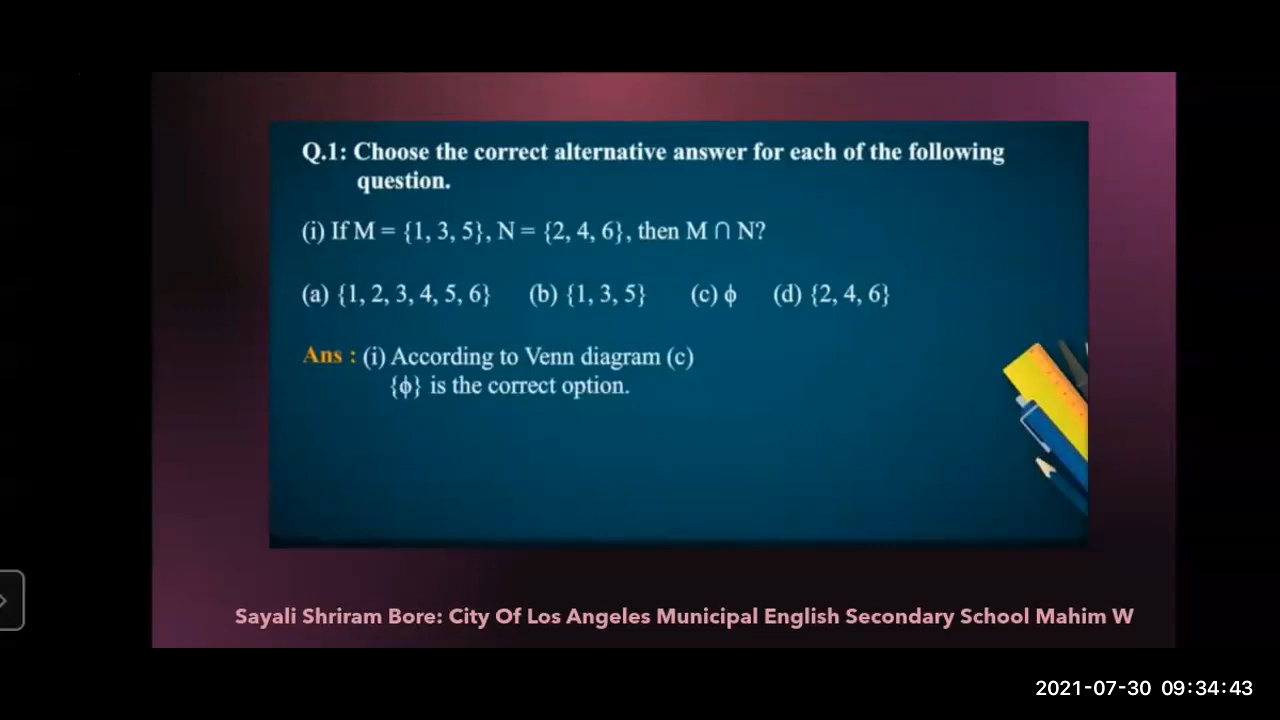 Q.1: Choose the correct alternative answer for each of the following
question.
(i) If M = {1, 3, 5}, N = {2, 4, 6}, then M ∩ N?
(a) {1, 2, 3, 4, 5, 6} (b) {1, 3, 5} (c) ϕ (d) {2, 4, 6}
Ans : (i) According to Venn diagram (c)
{ϕ} is the correct option.
Sayali Shriram Bore: City Of Los Angeles Municipal English Secondary School Mahim W
2021-07-30 09:34:43